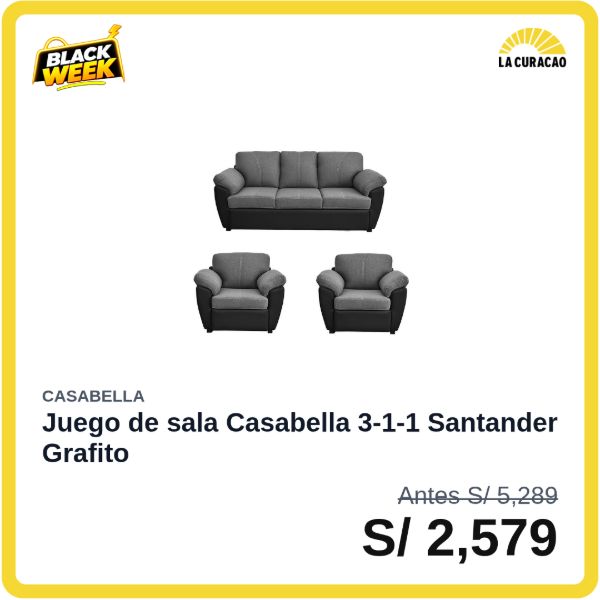 BLACK
WEEK
LA CURACAO
CASABELLA
Juego de sala Casabella 3-1-1 Santander
Grafito
Antes S/ 5,289
S/ 2,579